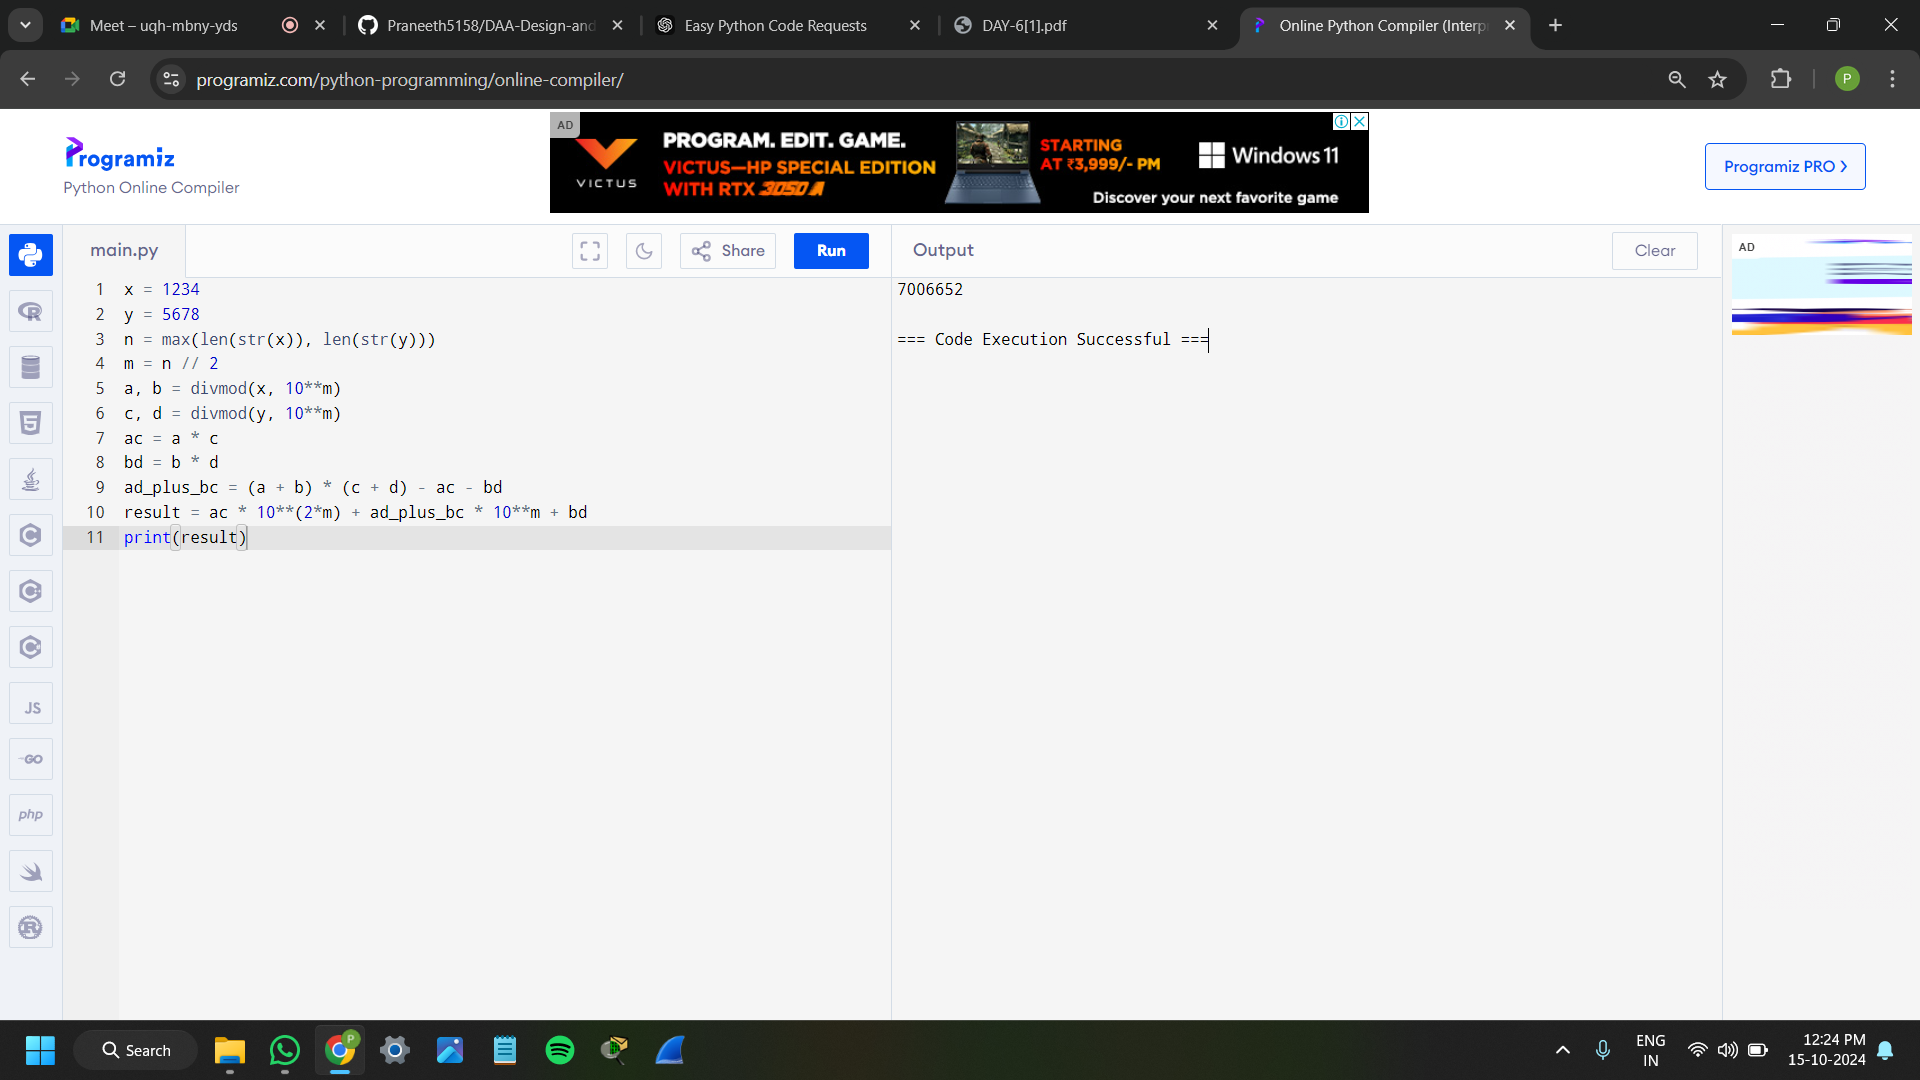 Meet – uqh-mbny-yds
Praneeth5158/DAA-Design-and
Easy Python Code Requests
DAY-6[1].pdf
Online Python Compiler (Interp
programiz.com/python-programming/online-compiler/
P
Programiz
Python Online Compiler
AD
VICTUS
PROGRAM. EDIT. GAME.
VICTUS—HP SPECIAL EDITION
WITH RTX 3050 A
STARTING
AT ₹3,999/- PM
Windows 11
Discover your next favorite game
Programiz PRO >
main.py
Share
Run
Output
Clear
AD
1 x = 1234
2 y = 5678
3 n = max(len(str(x)), len(str(y)))
4 m = n // 2
5 a, b = divmod(x, 10**m)
6 c, d = divmod(y, 10**m)
7 ac = a * c
8 bd = b * d
9 ad_plus_bc = (a + b) * (c + d) - ac - bd
10 result = ac * 10**(2*m) + ad_plus_bc * 10**m + bd
11 print(result)
7006652
=== Code Execution Successful ===
JS
GO
php
Search
P
ENG
IN
12:24 PM
15-10-2024